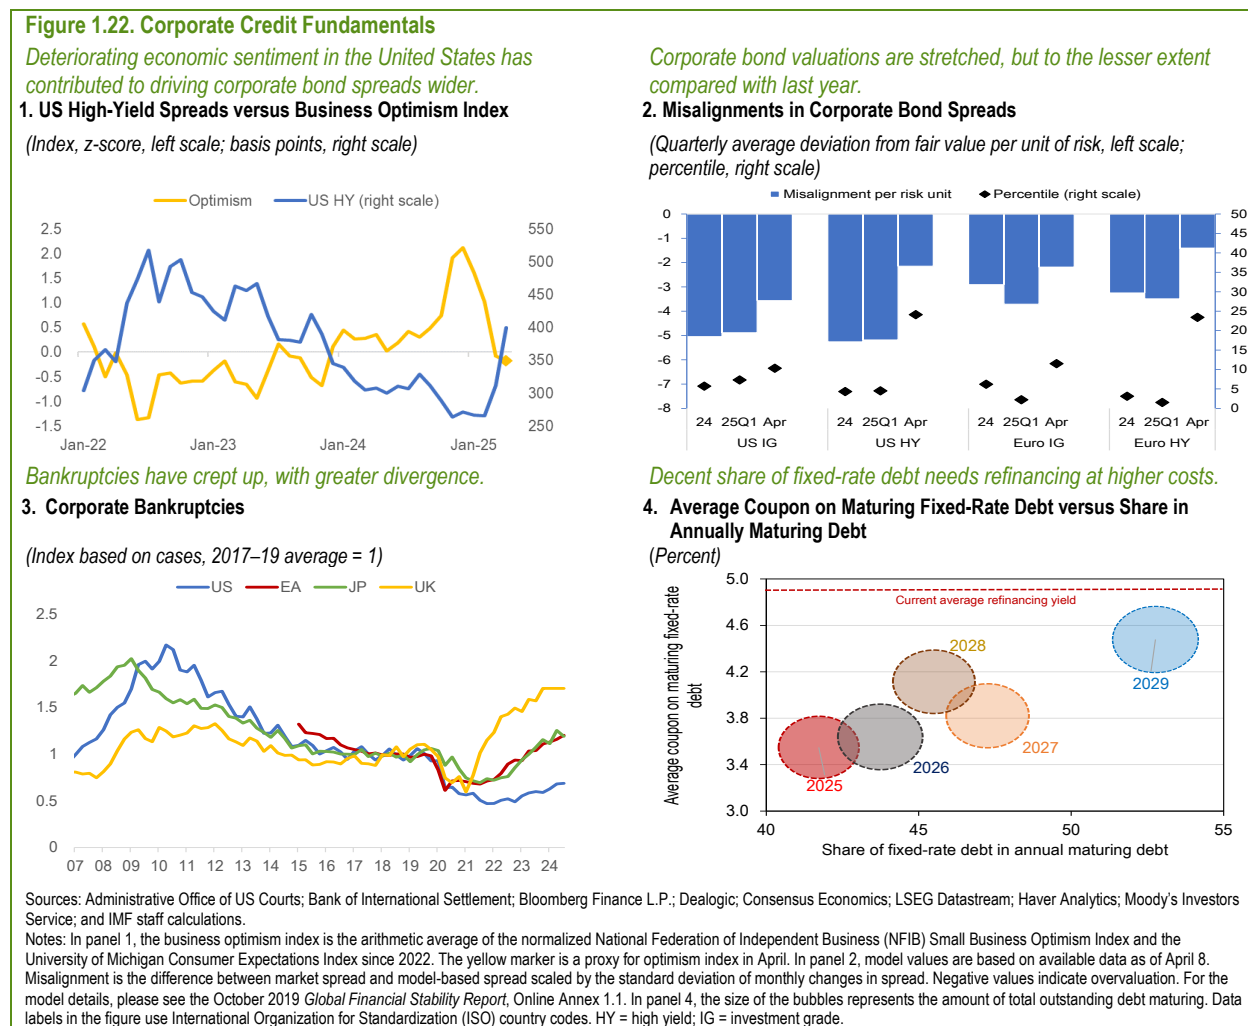 Figure 1.22. Corporate Credit Fundamentals
Deteriorating economic sentiment in the United States has
contributed to driving corporate bond spreads wider.
1. US High-Yield Spreads versus Business Optimism Index
(Index, z-score, left scale; basis points, right scale)
Optimism US HY (right scale)
2.5 550
2.0 500
1.5
1.0 450
0.5 400
0.0 350
-0.5
-1.0 300
-1.5 250
Jan-22 Jan-23 Jan-24 Jan-25
Corporate bond valuations are stretched, but to the lesser extent
compared with last year.
2. Misalignments in Corporate Bond Spreads
(Quarterly average deviation from fair value per unit of risk, left scale;
percentile, right scale)
Misalignment per risk unit Percentile (right scale)
0 50
-1 45
-2 40
-3 35
-4 30
-5 25
-6 20
-7 15
-8 10
5
0
24 25Q1 Apr 24 25Q1 Apr 24 25Q1 Apr 24 25Q1 Apr
US IG US HY Euro IG Euro HY
Bankruptcies have crept up, with greater divergence.
3. Corporate Bankruptcies
(Index based on cases, 2017–19 average = 1)
US EA JP UK
2.5
2
1.5
1
0.5
0
07 08 09 10 11 12 13 14 15 16 17 18 19 20 21 22 23 24
Decent share of fixed-rate debt needs refinancing at higher costs.
4. Average Coupon on Maturing Fixed-Rate Debt versus Share in
Annually Maturing Debt
(Percent)
Average coupon on maturing fixed-rate
debt
5.0
Current average refinancing yield
4.6
2028
4.2
2029
3.8
2027
2026
3.4
2025
3.0
40 45 50 55
Share of fixed-rate debt in annual maturing debt
Sources: Administrative Office of US Courts; Bank of International Settlement; Bloomberg Finance L.P.; Dealogic; Consensus Economics; LSEG Datastream; Haver Analytics; Moody's Investors
Service; and IMF staff calculations.
Notes: In panel 1, the business optimism index is the arithmetic average of the normalized National Federation of Independent Business (NFIB) Small Business Optimism Index and the
University of Michigan Consumer Expectations Index since 2022. The yellow marker is a proxy for optimism index in April. In panel 2, model values are based on available data as of April 8.
Misalignment is the difference between market spread and model-based spread scaled by the standard deviation of monthly changes in spread. Negative values indicate overvaluation. For the
model details, please see the October 2019 Global Financial Stability Report, Online Annex 1.1. In panel 4, the size of the bubbles represents the amount of total outstanding debt maturing. Data
labels in the figure use International Organization for Standardization (ISO) country codes. HY = high yield; IG = investment grade.